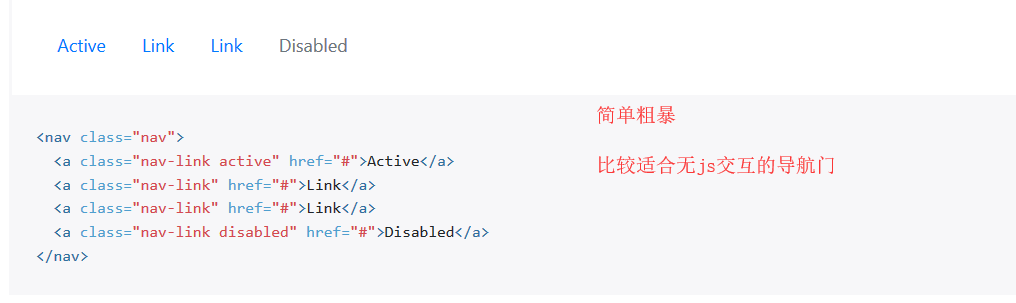 Active Link Link Disabled
简单粗暴
<nav class="nav">
<a class="nav-link active" href="#">Active</a>
比较适合无js交互的导航门
<a class="nav-link" href="#">Link</a>
<a class="nav-link" href="#">Link</a>
<a class="nav-link disabled" href="#">Disabled</a>
</nav>